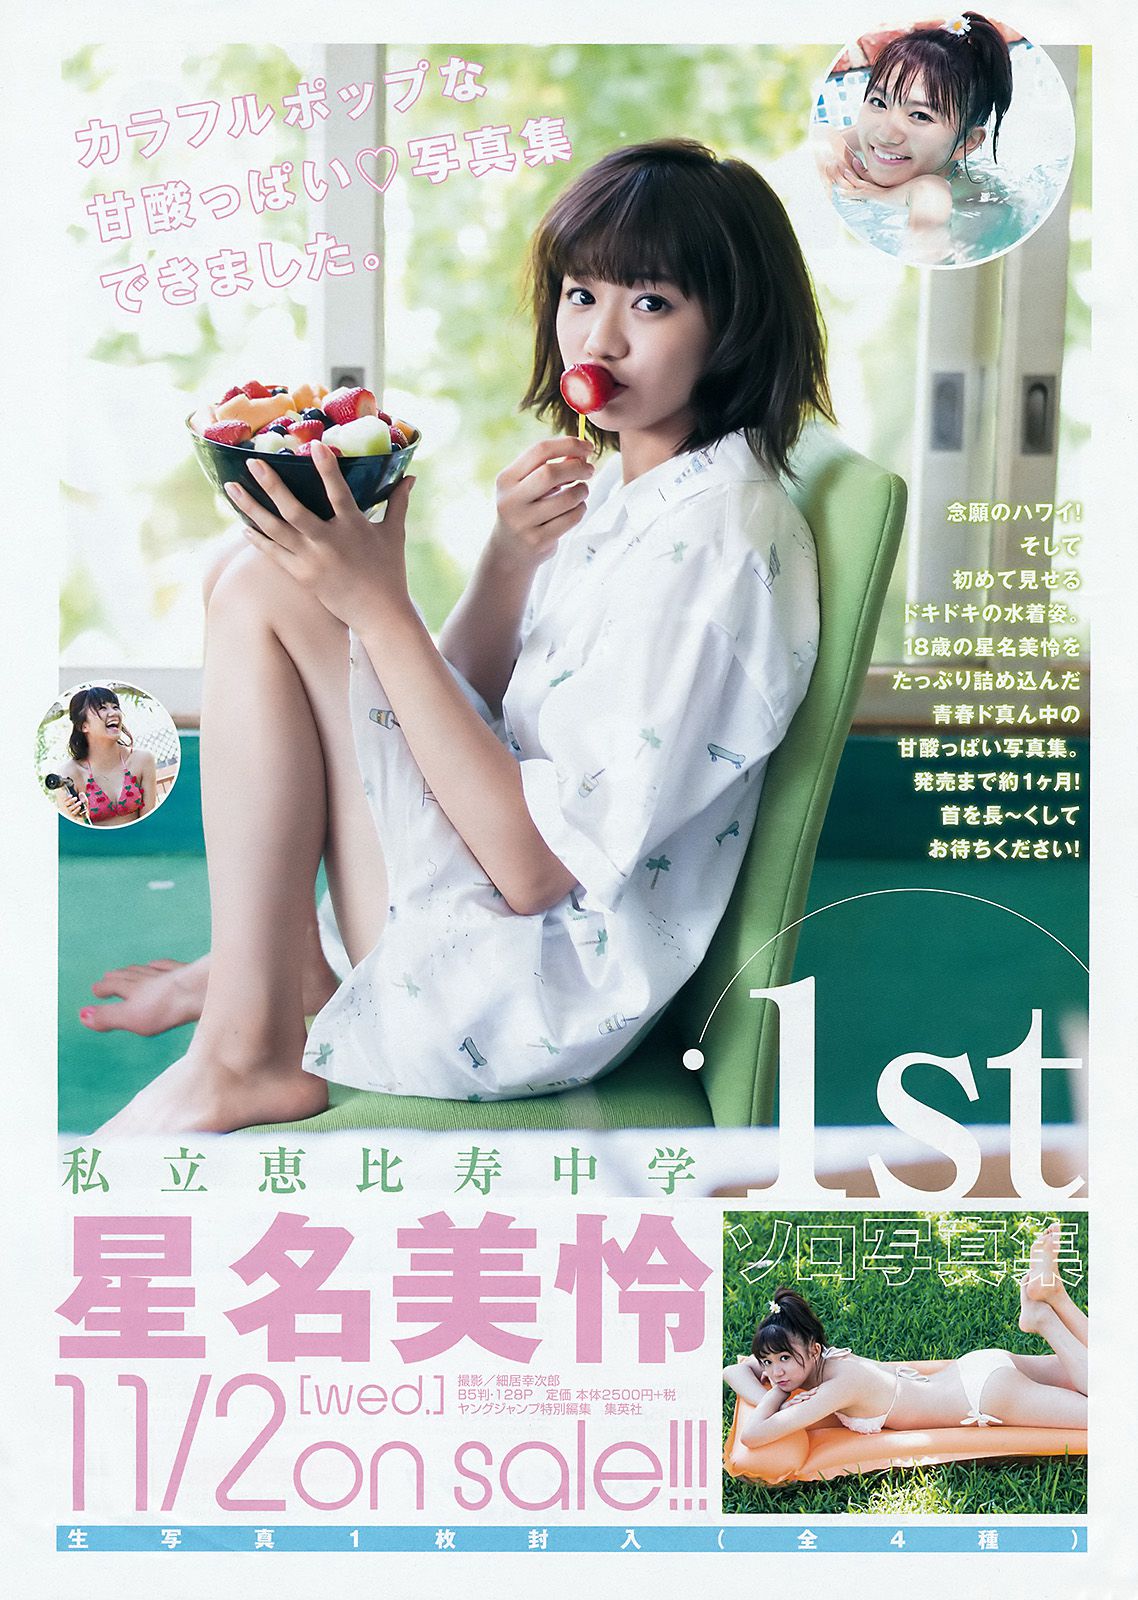 カラフルポップな
甘酸っぱい♡写真集
できました。
念願のハワイ!
そして
初めて見せる
ドキドキの水着姿。
18歳の星名美怜を
たっぷり詰め込んだ
青春ド真ん中の
甘酸っぱい写真集。
発売まで約1ヶ月!
首を長〜くして
お待ちください!
1st
私立恵比寿中学
星名美怜
ソロ写真集
11/2 [wed.] on sale!!!
撮影／細居幸次郎
B5判・128P 定価 本体2500円+税
ヤングジャンプ特別編集 集英社
生写真1枚封入(全4種)